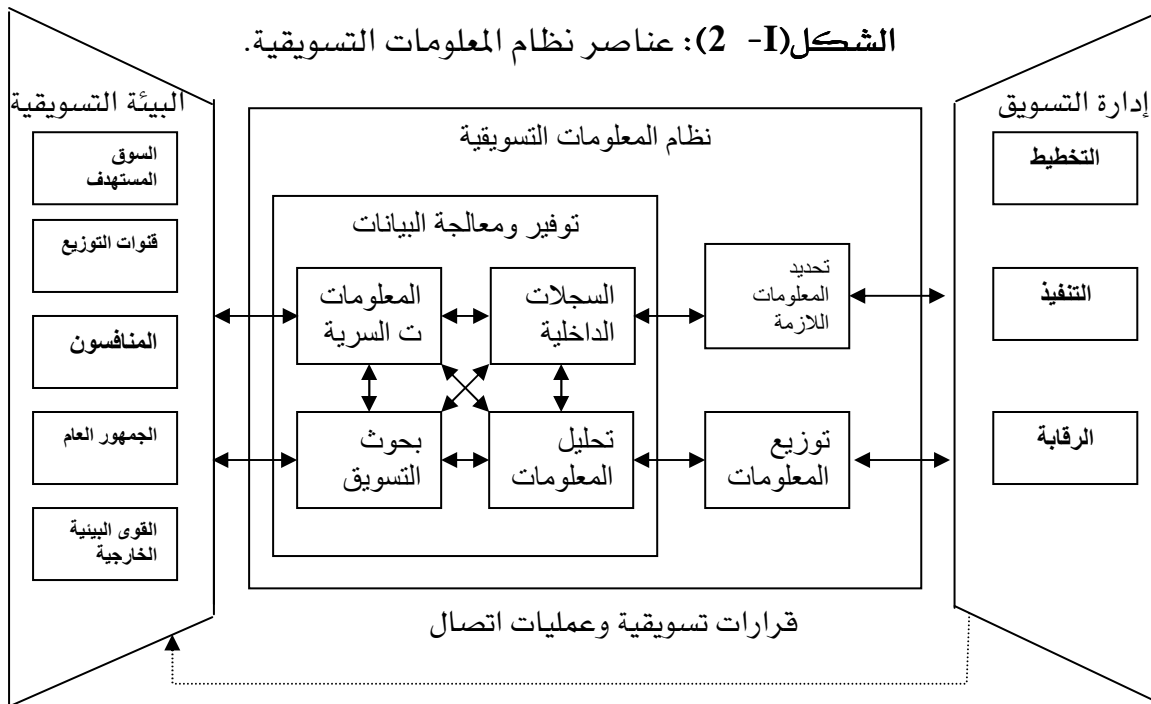 الشكل(I- 2): عناصر نظام المعلومات التسويقية.
إدارة التسويق
التخطيط
التنفيذ
الرقابة
نظام المعلومات التسويقية
تحديد
المعلومات
اللازمة
توزيع
المعلومات
توفير ومعالجة البيانات
السجلات
الداخلية
المعلومات
ت السرية
تحليل
المعلومات
بحوث
التسويق
البيئة التسويقية
السوق
المستهدف
قنوات التوزيع
المنافسون
الجمهور العام
القوى البيئية
الخارجية
قرارات تسويقية وعمليات اتصال